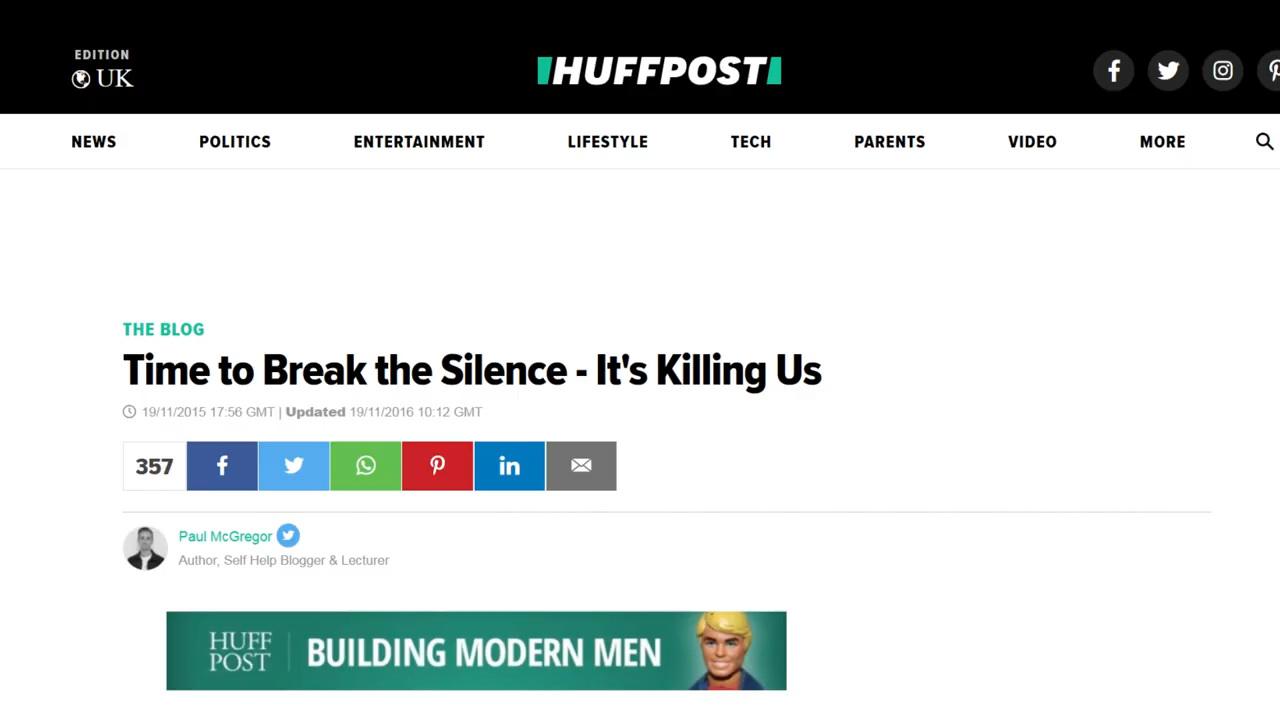 EDITION
UK
HUFFPOST
NEWS POLITICS ENTERTAINMENT LIFESTYLE TECH PARENTS VIDEO MORE
THE BLOG
Time to Break the Silence - It's Killing Us
19/11/2015 17:56 GMT | Updated 19/11/2016 10:12 GMT
357
Paul McGregor
Author, Self Help Blogger & Lecturer
HUFF
POST
BUILDING MODERN MEN